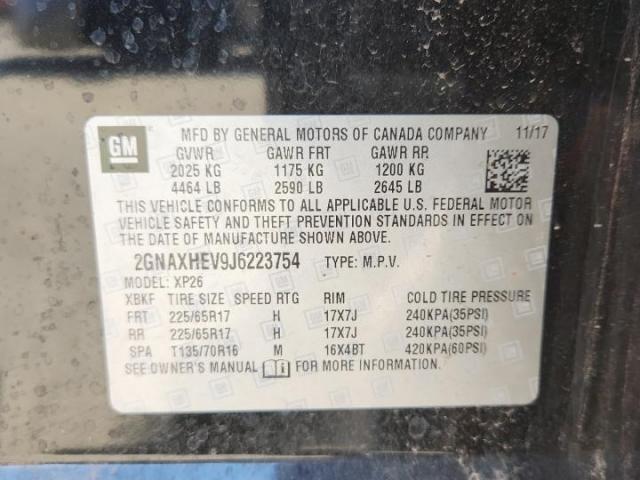 GM
MFD BY GENERAL MOTORS OF CANADA COMPANY 11/17
GVWR GAWR FRT GAWR RR
2025 KG 1175 KG 1200 KG
4464 LB 2590 LB 2645 LB
THIS VEHICLE CONFORMS TO ALL APPLICABLE U.S. FEDERAL MOTOR
VEHICLE SAFETY AND THEFT PREVENTION STANDARDS IN EFFECT ON
THE DATE OF MANUFACTURE SHOWN ABOVE.
2GNAXHEV9J6223754 TYPE: M.P.V.
MODEL: XP26
XBKF TIRE SIZE SPEED RTG RIM COLD TIRE PRESSURE
FRT 225/65R17 H 17X7J 240KPA(35PSI)
RR 225/65R17 H 17X7J 240KPA(35PSI)
SPA T135/70R16 M 16X4BT 420KPA(60PSI)
SEE OWNER'S MANUAL FOR MORE INFORMATION